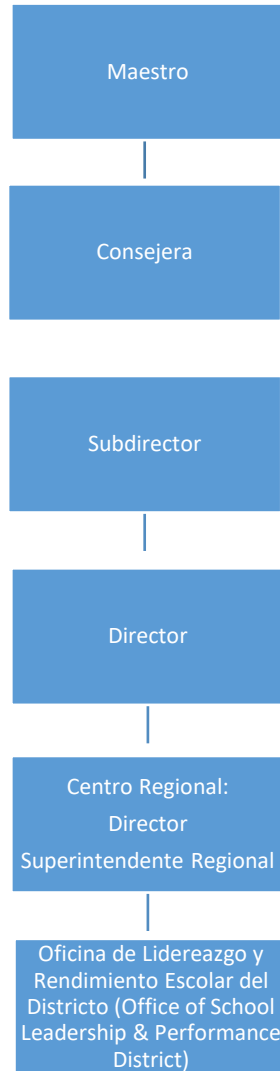 Maestro
Consejera
Subdirector
Director
Centro Regional:
Director
Superintendente Regional
Oficina de Lidereazgo y
Rendimiento Escolar del
Districto (Office of School
Leadership & Performance
District)